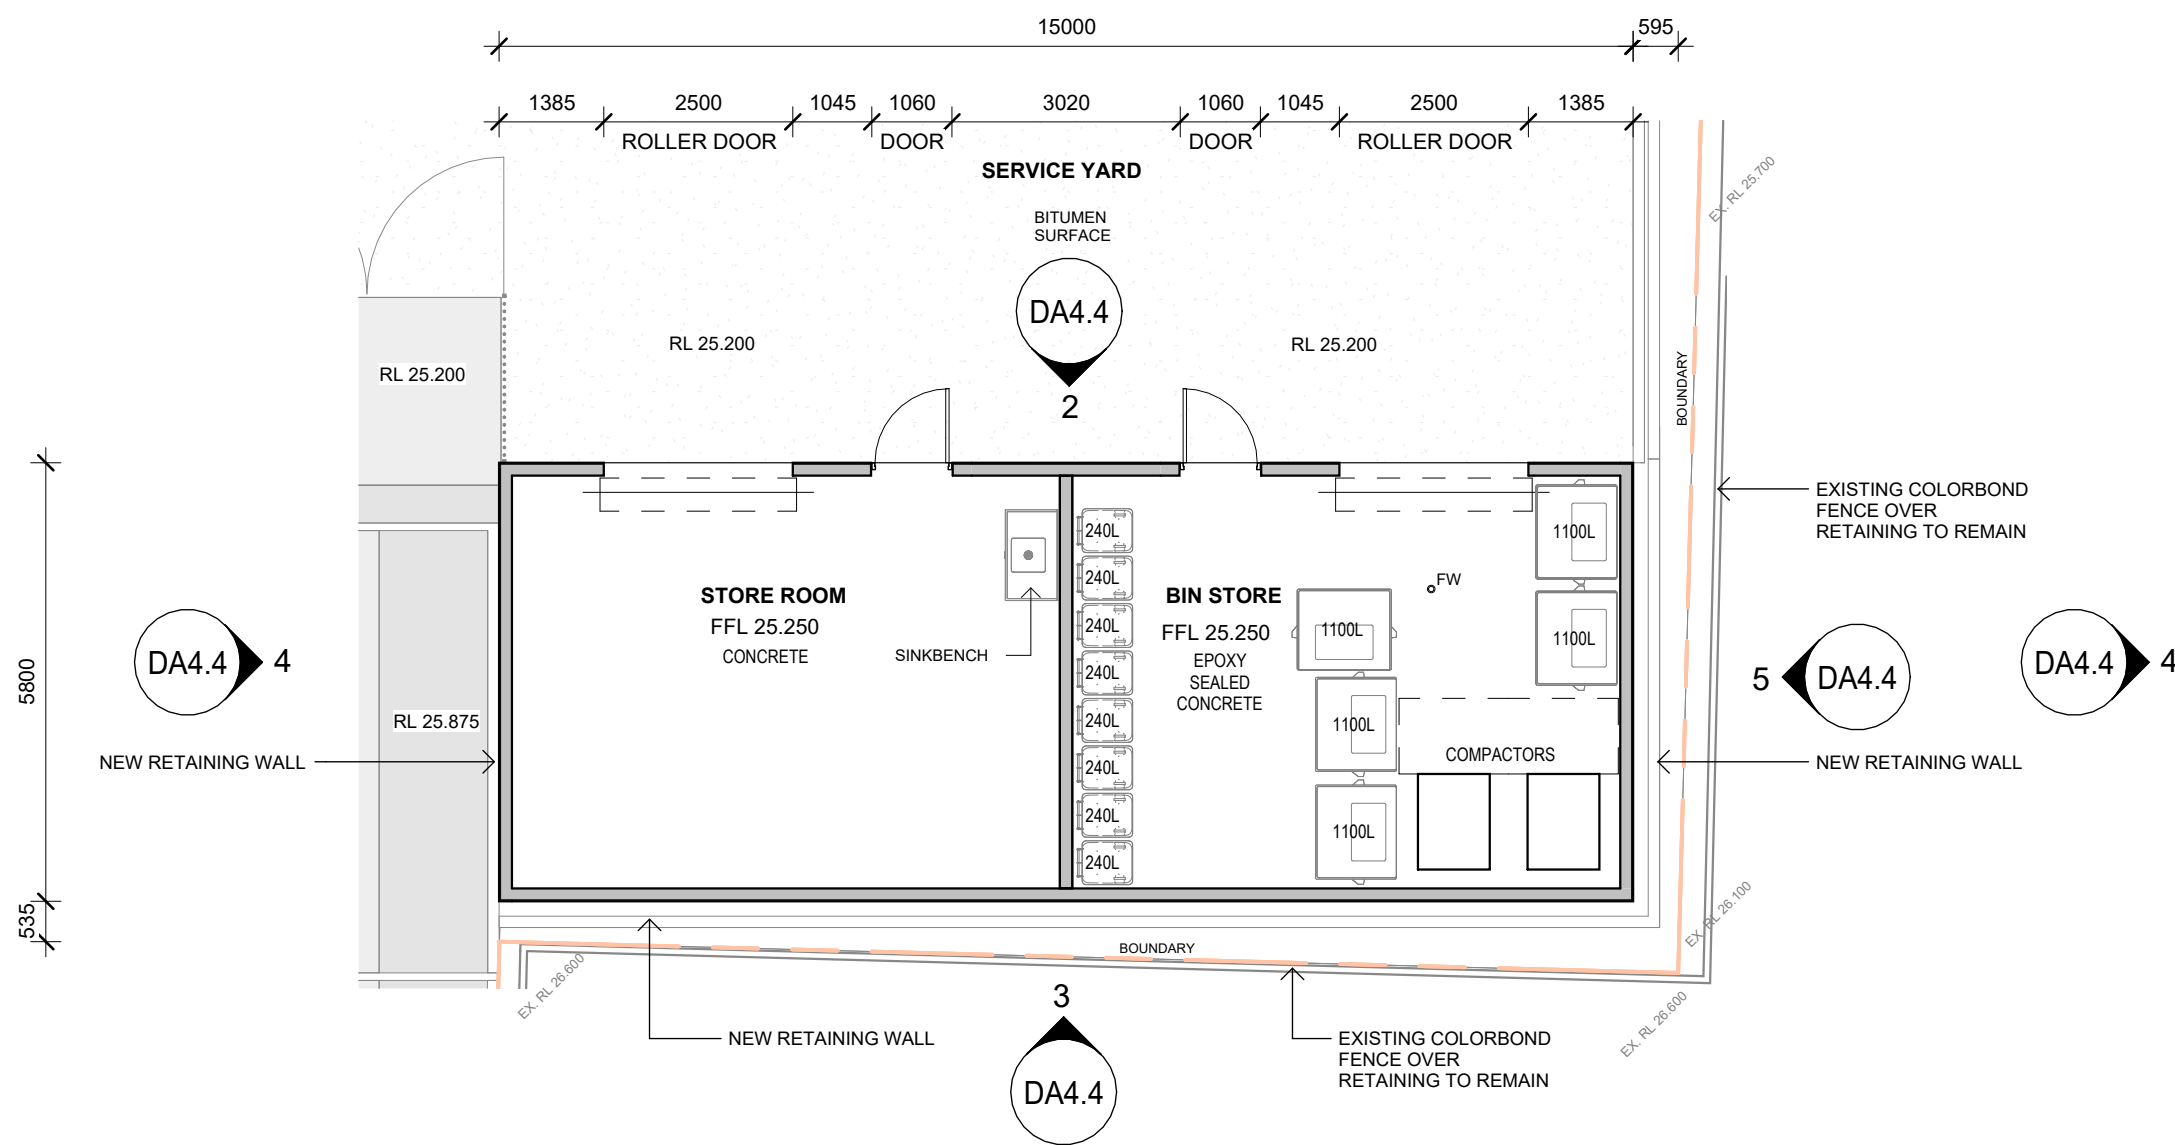 15000
595
1385
2500
1045
1060
3020
1060
1045
2500
1385
ROLLER DOOR
DOOR
DOOR
ROLLER DOOR
SERVICE YARD
BITUMEN
SURFACE
DA4.4
2
RL 25.200
RL 25.200
RL 25.200
EX. RL 25.700
BOUNDARY
EXISTING COLORBOND
FENCE OVER
RETAINING TO REMAIN
5800
535
DA4.4
4
RL 25.875
NEW RETAINING WALL
STORE ROOM
FFL 25.250
CONCRETE
SINKBENCH
240L
240L
240L
240L
240L
240L
240L
240L
BIN STORE
FFL 25.250
EPOXY
SEALED
CONCRETE
FW
1100L
1100L
1100L
1100L
1100L
COMPACTORS
5
DA4.4
DA4.4
4
NEW RETAINING WALL
BOUNDARY
EX. RL 26.600
EX. RL 26.100
EX. RL 26.600
NEW RETAINING WALL
3
DA4.4
EXISTING COLORBOND
FENCE OVER
RETAINING TO REMAIN